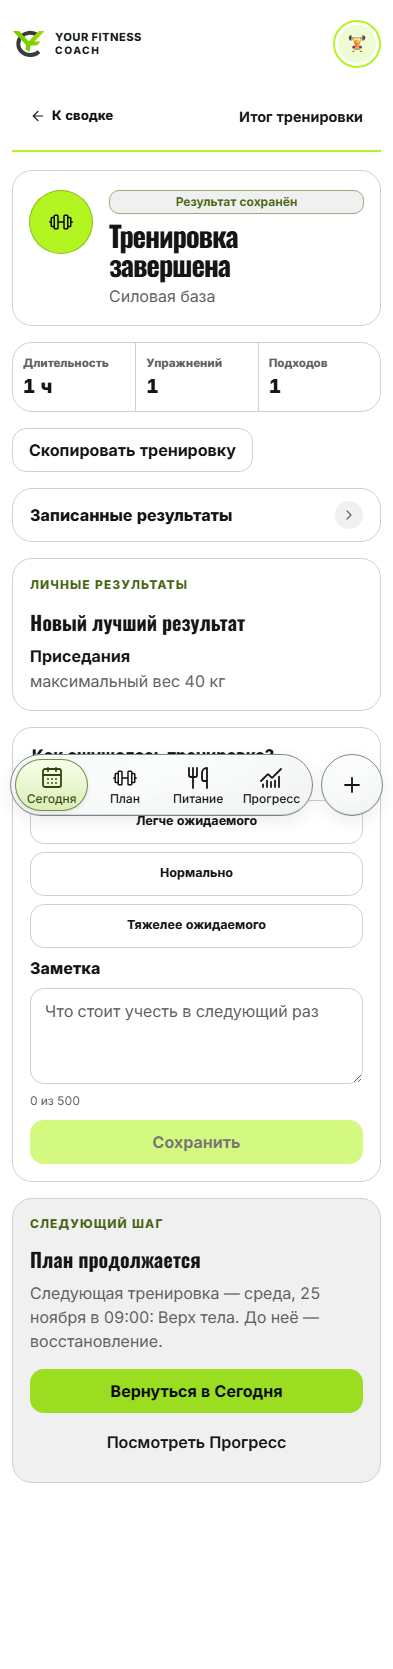 YOUR FITNESS
COACH
К сводке
Итог тренировки
Результат сохранён
Тренировка
завершена
Силовая база
Длительность
1 ч
Упражнений
1
Подходов
1
Скопировать тренировку
Записанные результаты
ЛИЧНЫЕ РЕЗУЛЬТАТЫ
Новый лучший результат
Приседания
максимальный вес 40 кг
Как ощущалась тренировка?
Сегодня
План
Питание
Прогресс
Легче ожидаемого
Нормально
Тяжелее ожидаемого
Заметка
Что стоит учесть в следующий раз
0 из 500
Сохранить
СЛЕДУЮЩИЙ ШАГ
План продолжается
Следующая тренировка — среда, 25
ноября в 09:00: Верх тела. До неё —
восстановление.
Вернуться в Сегодня
Посмотреть Прогресс